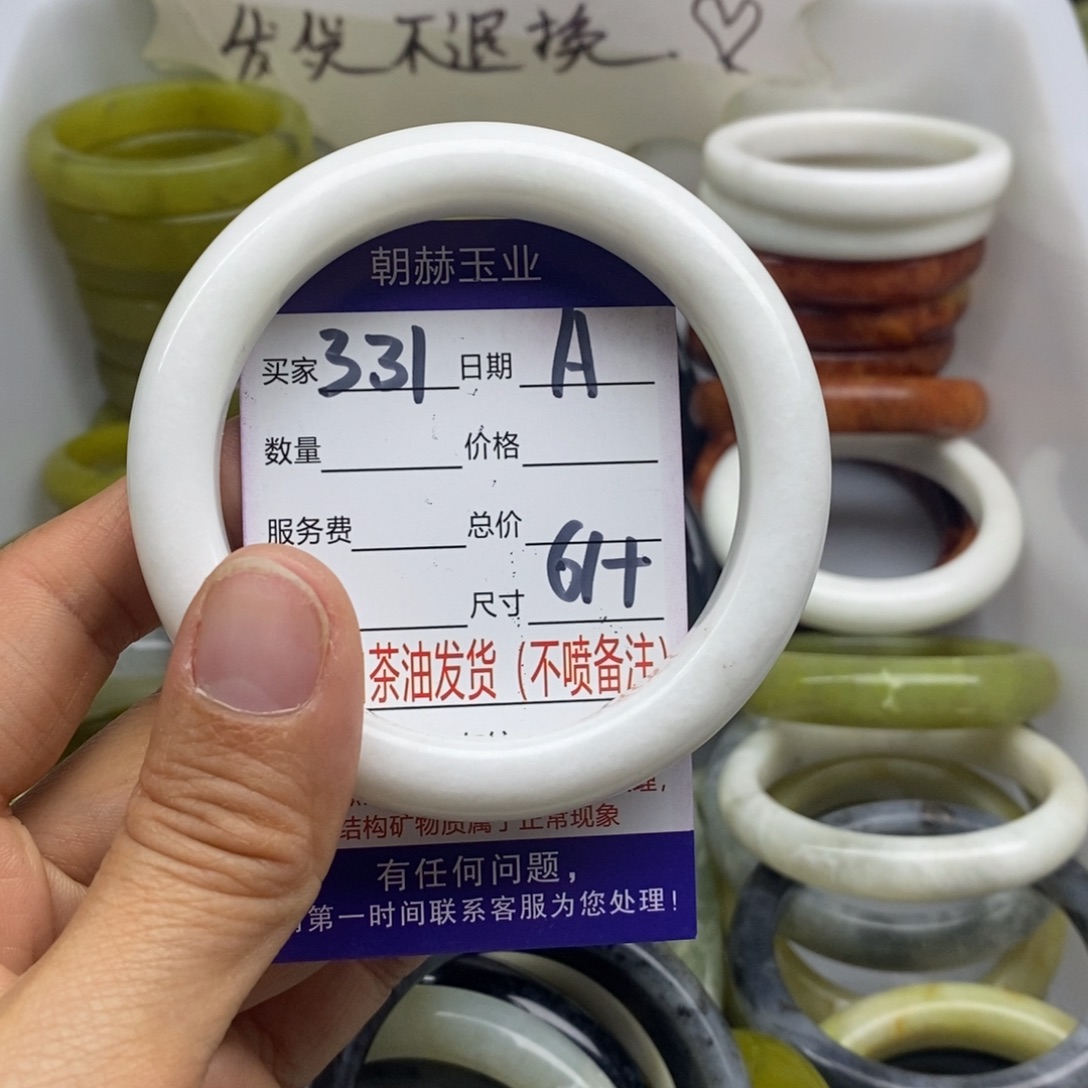 发货不退换 ♡
朝赫玉业
买家 331 日期 A
数量 价格
服务费 总价
尺寸 61+
茶油发货（不喷备注）
结构矿物质属于正常现象
有任何问题，
第一时间联系客服为您处理！